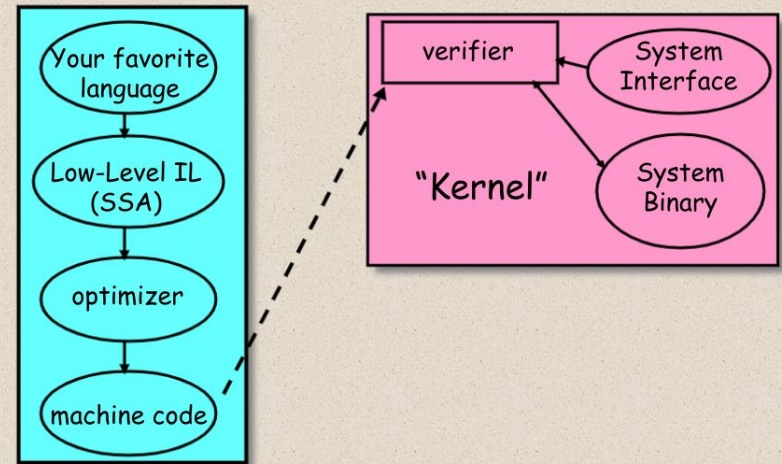 Your favorite
language
Low-Level IL
(SSA)
optimizer
machine code
verifier
System
Interface
“Kernel”
System
Binary